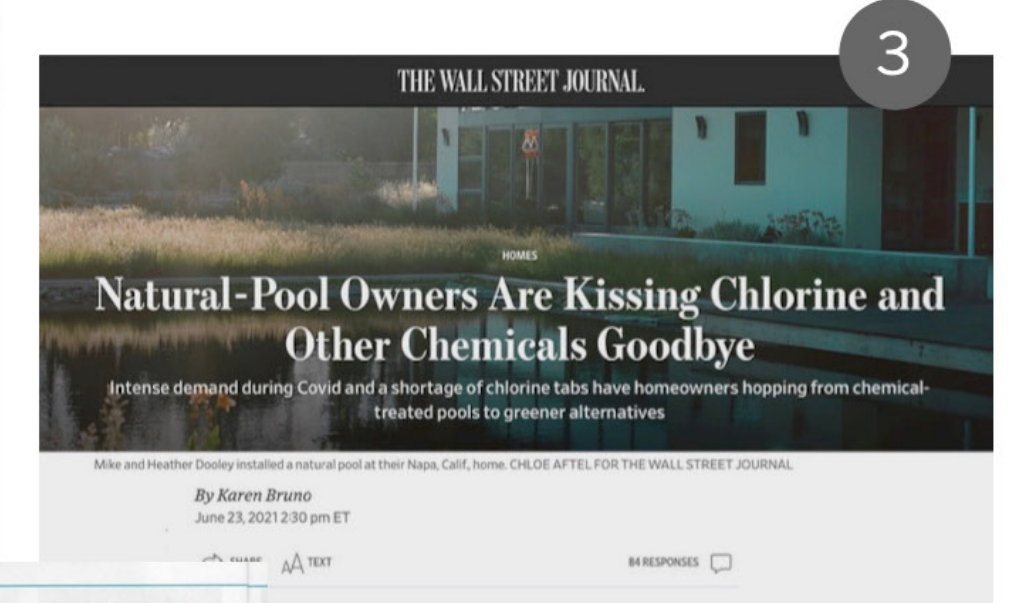 3
THE WALL STREET JOURNAL.
HOMES
Natural-Pool Owners Are Kissing Chlorine and
Other Chemicals Goodbye
Intense demand during Covid and a shortage of chlorine tabs have homeowners hopping from chemical-
treated pools to greener alternatives
Mike and Heather Dooley installed a natural pool at their Napa, Calif., home. CHLOE AFTEL FOR THE WALL STREET JOURNAL
By Karen Bruno
June 23, 2021 2:30 pm ET
SHARE AA TEXT 84 RESPONSES